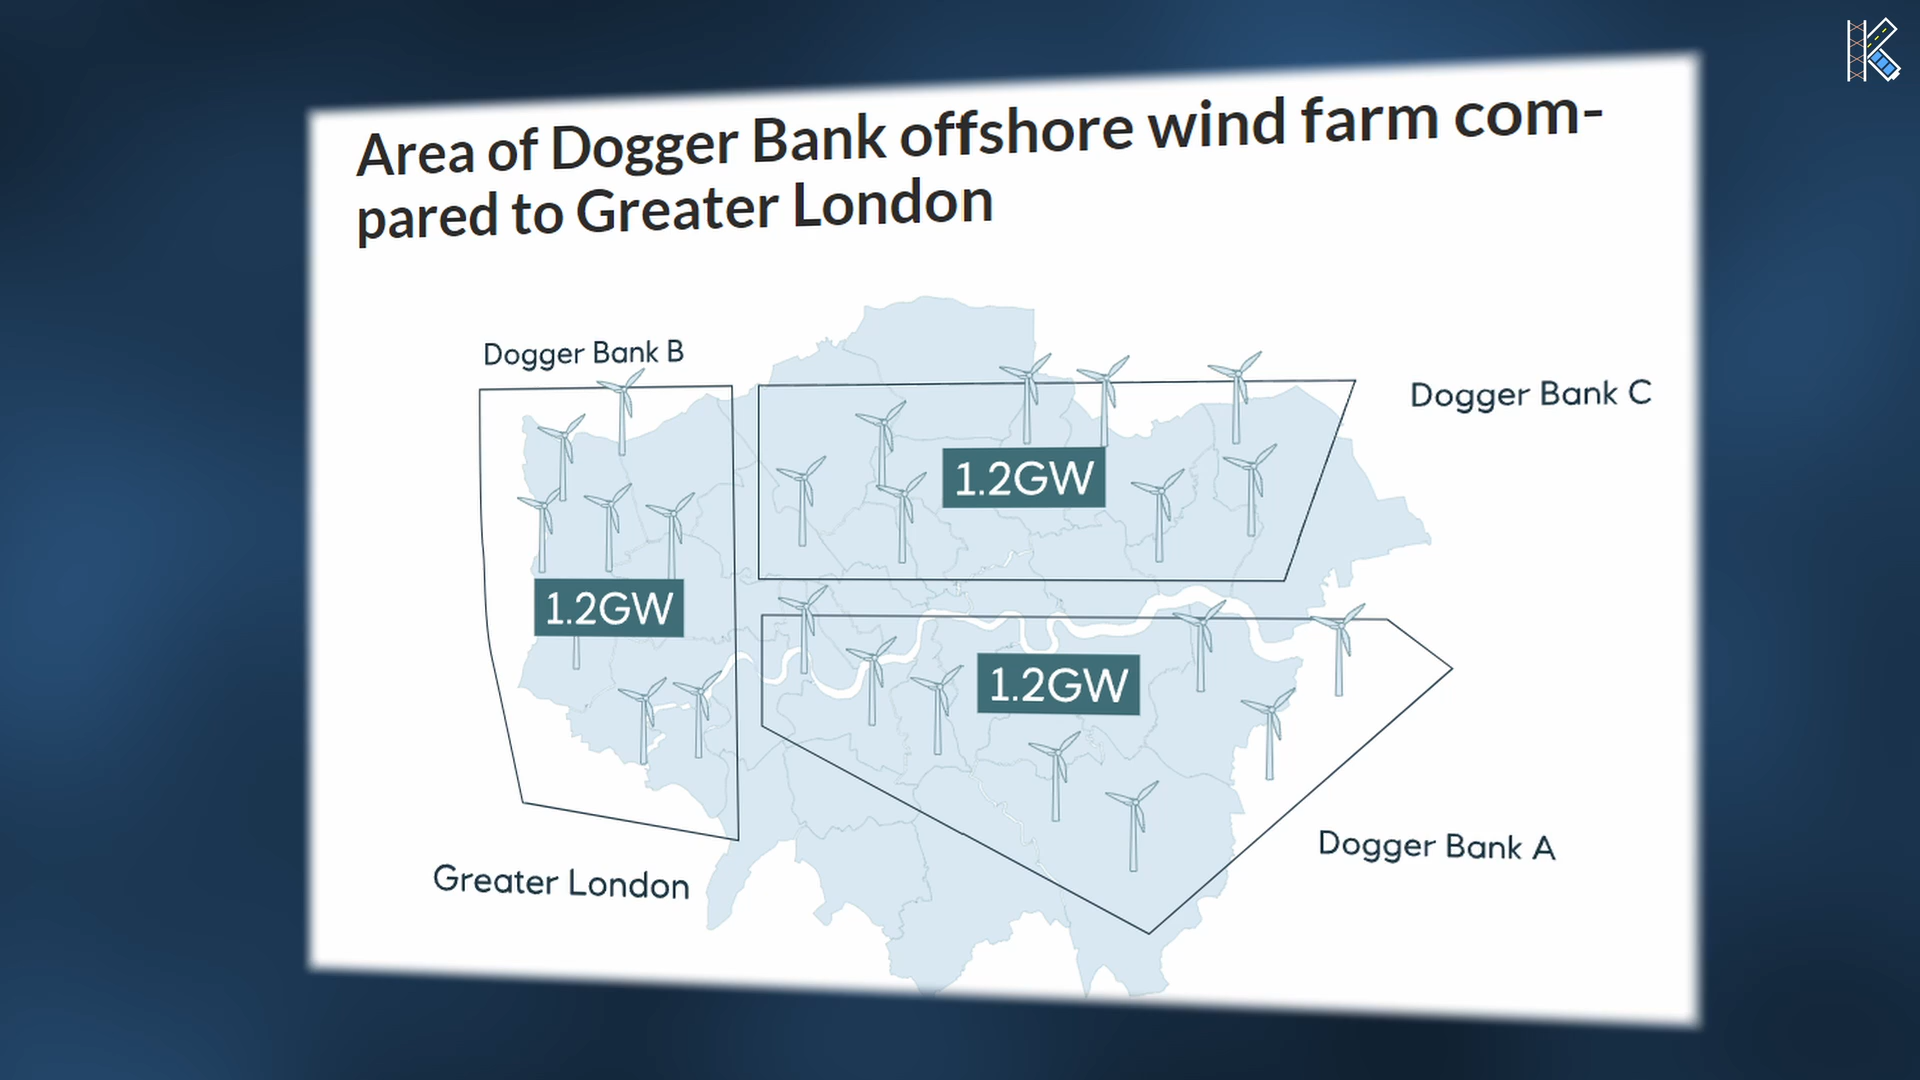 Area of Dogger Bank offshore wind farm com-
pared to Greater London
Dogger Bank B
Dogger Bank C
1.2GW
1.2GW
1.2GW
Dogger Bank A
Greater London